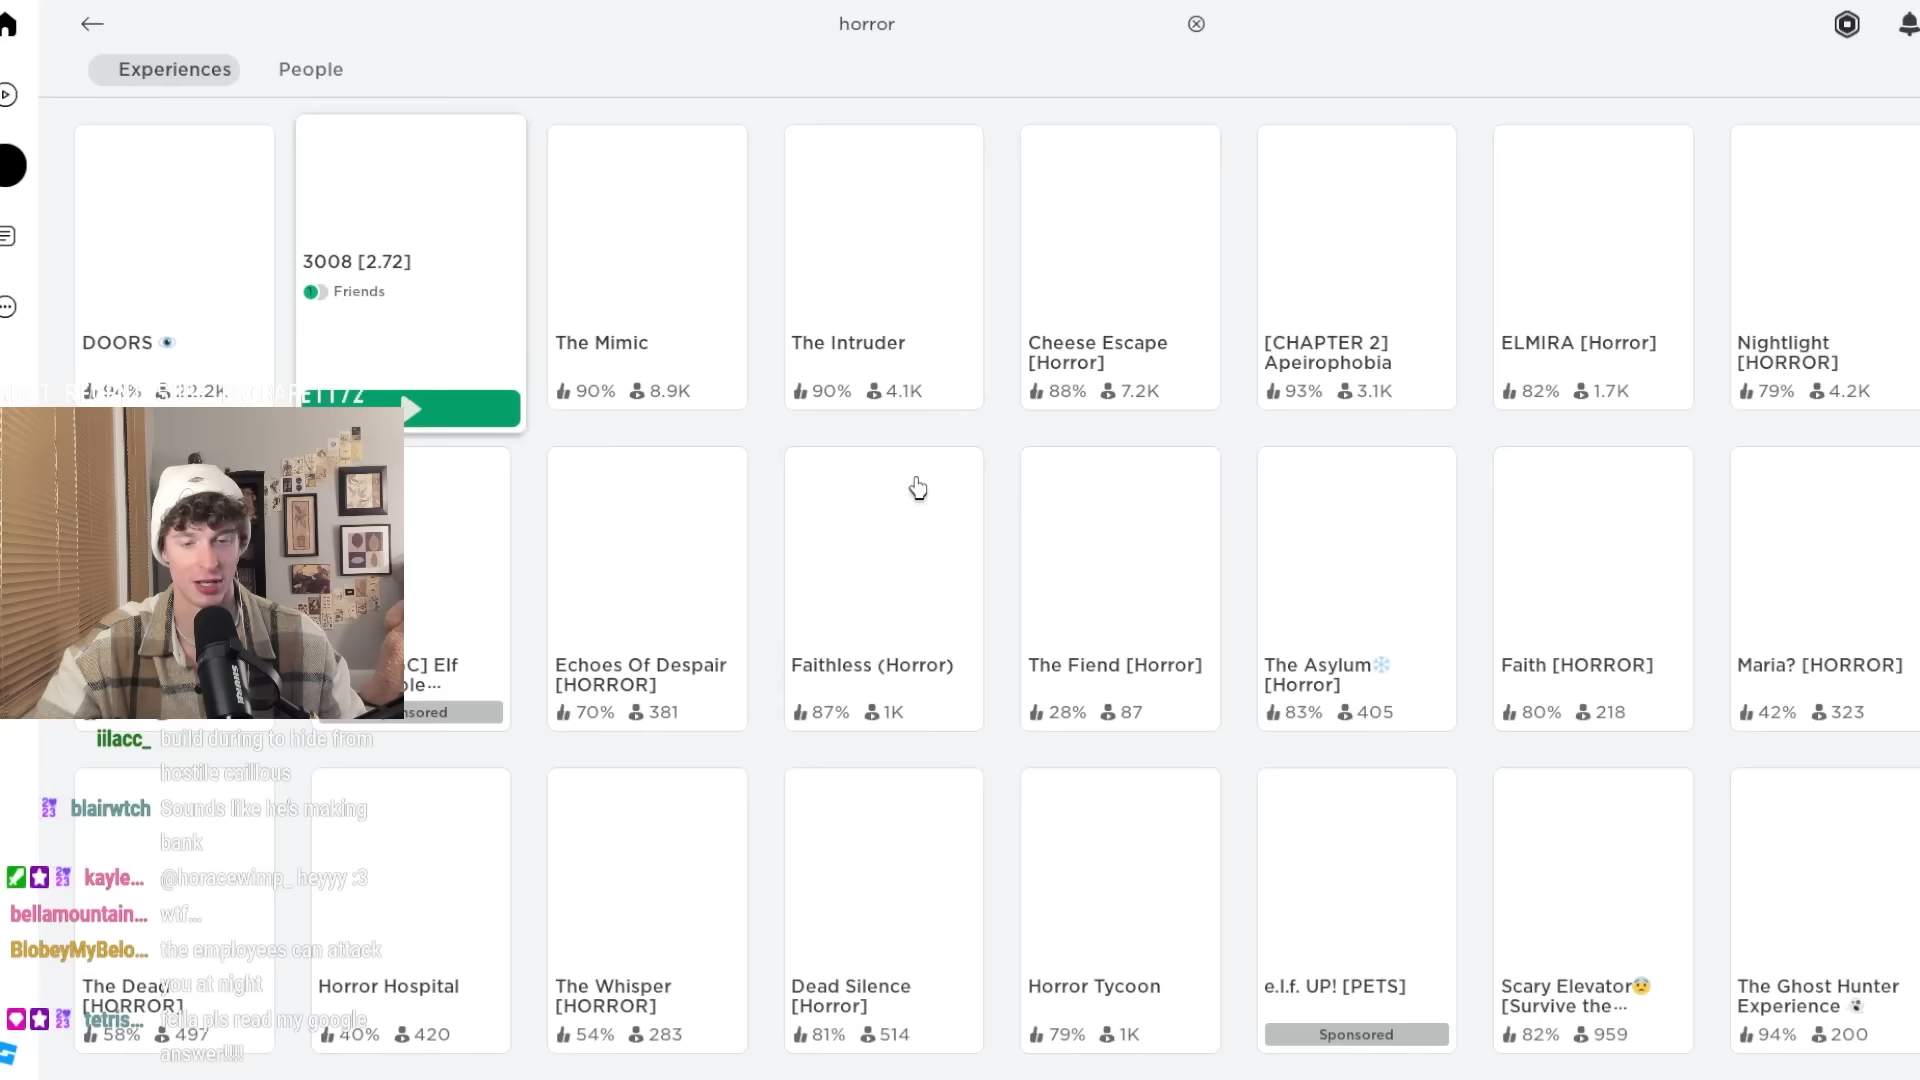 horror
Experiences
People
DOORS
3008 [2.72]
1 Friends
The Mimic
90% 8.9K
The Intruder
90% 4.1K
Cheese Escape
[Horror]
88% 7.2K
[CHAPTER 2]
Apeirophobia
93% 3.1K
ELMIRA [Horror]
82% 1.7K
Nightlight
[HORROR]
79% 4.2K
C] Elf
Echoes Of Despair
[HORROR]
70% 381
Faithless (Horror)
87% 1K
The Fiend [Horror]
28% 87
The Asylum❄️
[Horror]
83% 405
Faith [HORROR]
80% 218
Maria? [HORROR]
42% 323
SHURE
iilacc_ build during to hide from
hostile caillous
23 blairwtch Sounds like he's making
bank
23 kayle... @horacewimp_ heyyy :3
bellamountain... wtf...
BlobeyMyBelo... the employees can attack
you at night
23 tetris... fella pls read my google
answer!!!!
The Dead
[HORROR]
58% 497
Horror Hospital
40% 420
The Whisper
[HORROR]
54% 283
Dead Silence
[Horror]
81% 514
Horror Tycoon
79% 1K
e.l.f. UP! [PETS]
Sponsored
Scary Elevator😨
[Survive the...
82% 959
The Ghost Hunter
Experience 👻
94% 200